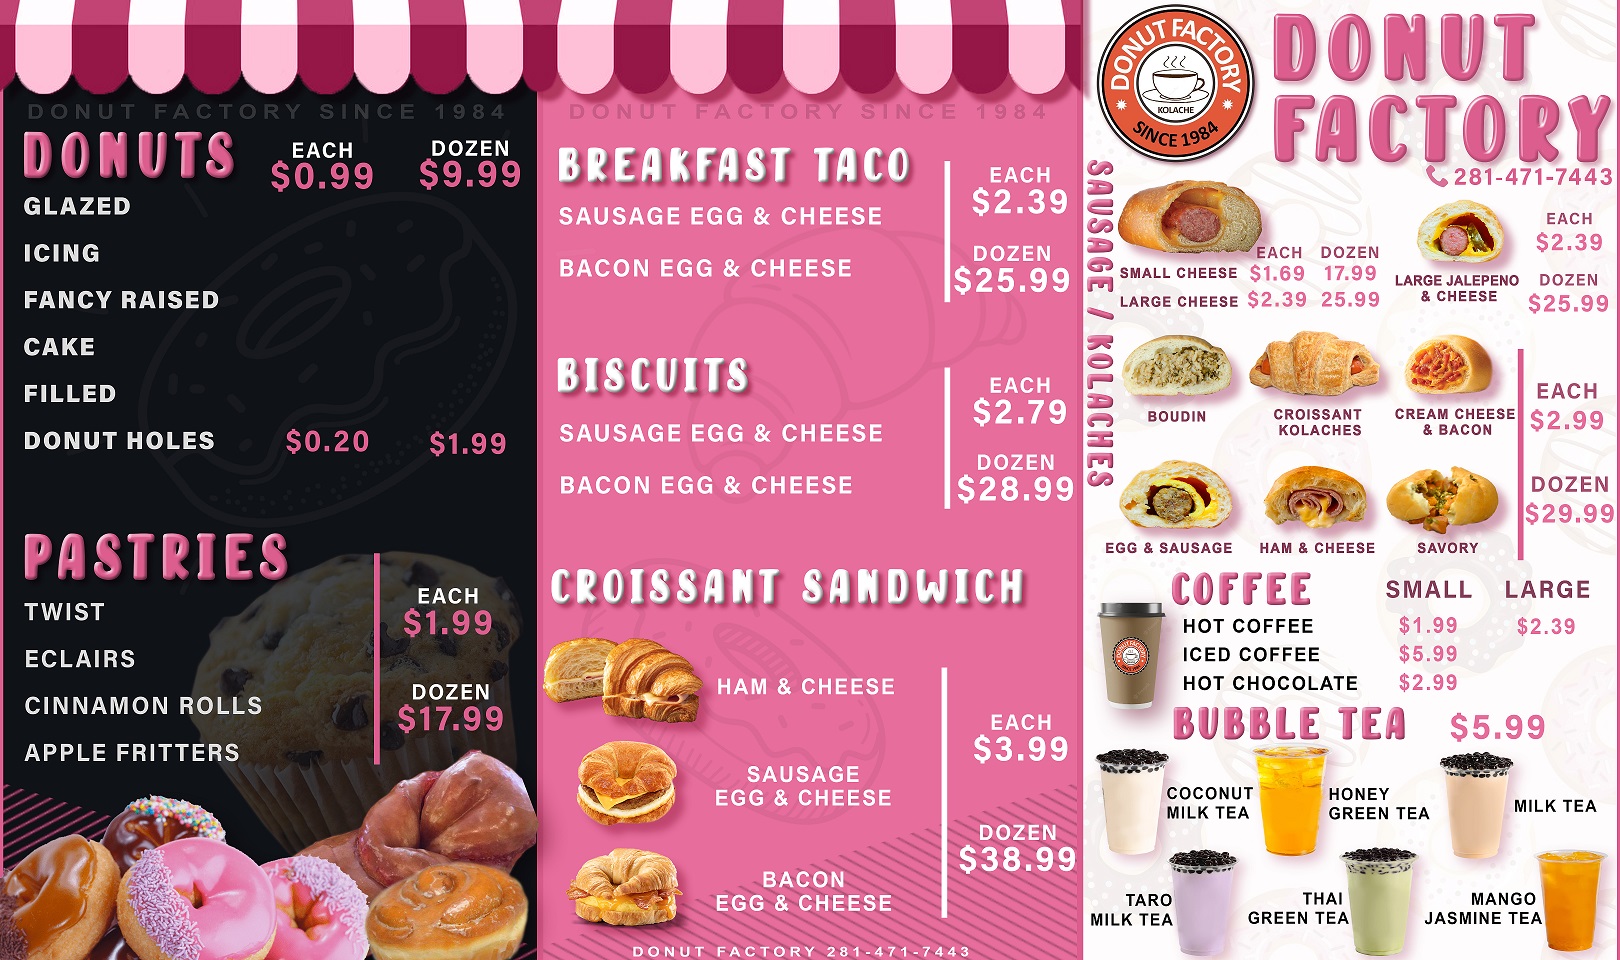 DONUT FACTORY SINCE 1984
DONUTS
EACH DOZEN
$0.99 $9.99
GLAZED
ICING
FANCY RAISED
CAKE
FILLED
DONUT HOLES $0.20 $1.99
PASTRIES
TWIST
ECLAIRS
CINNAMON ROLLS
APPLE FRITTERS
EACH
$1.99
DOZEN
$17.99
DONUT FACTORY SINCE 1984
BREAKFAST TACO
SAUSAGE EGG & CHEESE
BACON EGG & CHEESE
EACH
$2.39
DOZEN
$25.99
BISCUITS
SAUSAGE EGG & CHEESE
BACON EGG & CHEESE
EACH
$2.79
DOZEN
$28.99
CROISSANT SANDWICH
HAM & CHEESE
SAUSAGE
EGG & CHEESE
BACON
EGG & CHEESE
EACH
$3.99
DOZEN
$38.99
DONUT FACTORY 281-471-7443
DONUT FACTORY
KOLACHE
SINCE 1984
DONUT
FACTORY
281-471-7443
SAUSAGE / KOLACHES
EACH DOZEN
SMALL CHEESE $1.69 17.99
LARGE CHEESE $2.39 25.99
LARGE JALEPENO
& CHEESE
EACH
$2.39
DOZEN
$25.99
BOUDIN
CROISSANT
KOLACHES
CREAM CHEESE
& BACON
EGG & SAUSAGE
HAM & CHEESE
SAVORY
EACH
$2.99
DOZEN
$29.99
COFFEE SMALL LARGE
HOT COFFEE $1.99 $2.39
ICED COFFEE $5.99
HOT CHOCOLATE $2.99
DONUT FACTORY
BUBBLE TEA $5.99
COCONUT
MILK TEA
HONEY
GREEN TEA
MILK TEA
TARO
MILK TEA
THAI
GREEN TEA
MANGO
JASMINE TEA